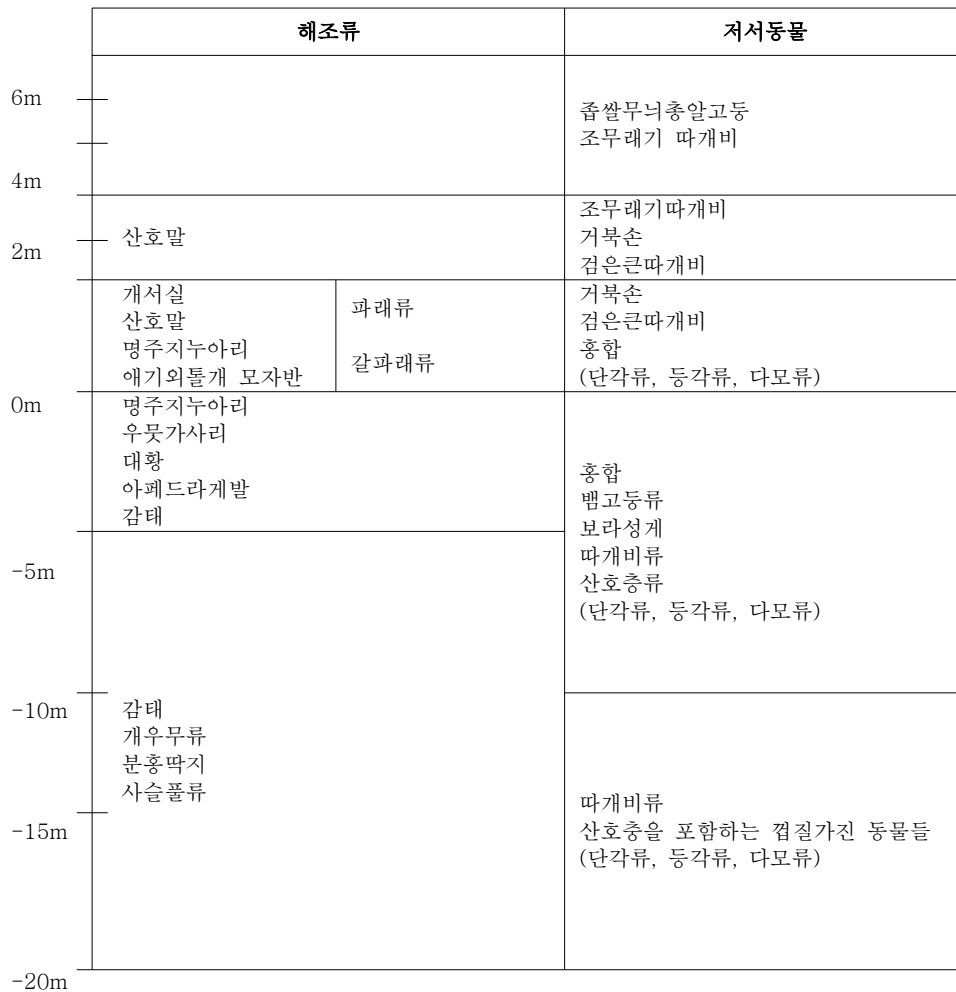 해조류
저서동물
6m
좁쌀무늬총알고둥
조무래기 따개비
4m
2m
산호말
조무래기따개비
거북손
검은큰따개비
개서실
산호말
명주지누아리
애기외톨개 모자반
파래류
갈파래류
거북손
검은큰따개비
홍합
(단각류, 등각류, 다모류)
0m
명주지누아리
우뭇가사리
대황
아페드라게발
감태
홍합
뱀고둥류
보라성게
따개비류
산호층류
(단각류, 등각류, 다모류)
-5m
-10m
감태
개우무류
분홍딱지
사슬풀류
따개비류
산호충을 포함하는 껍질가진 동물들
(단각류, 등각류, 다모류)
-15m
-20m